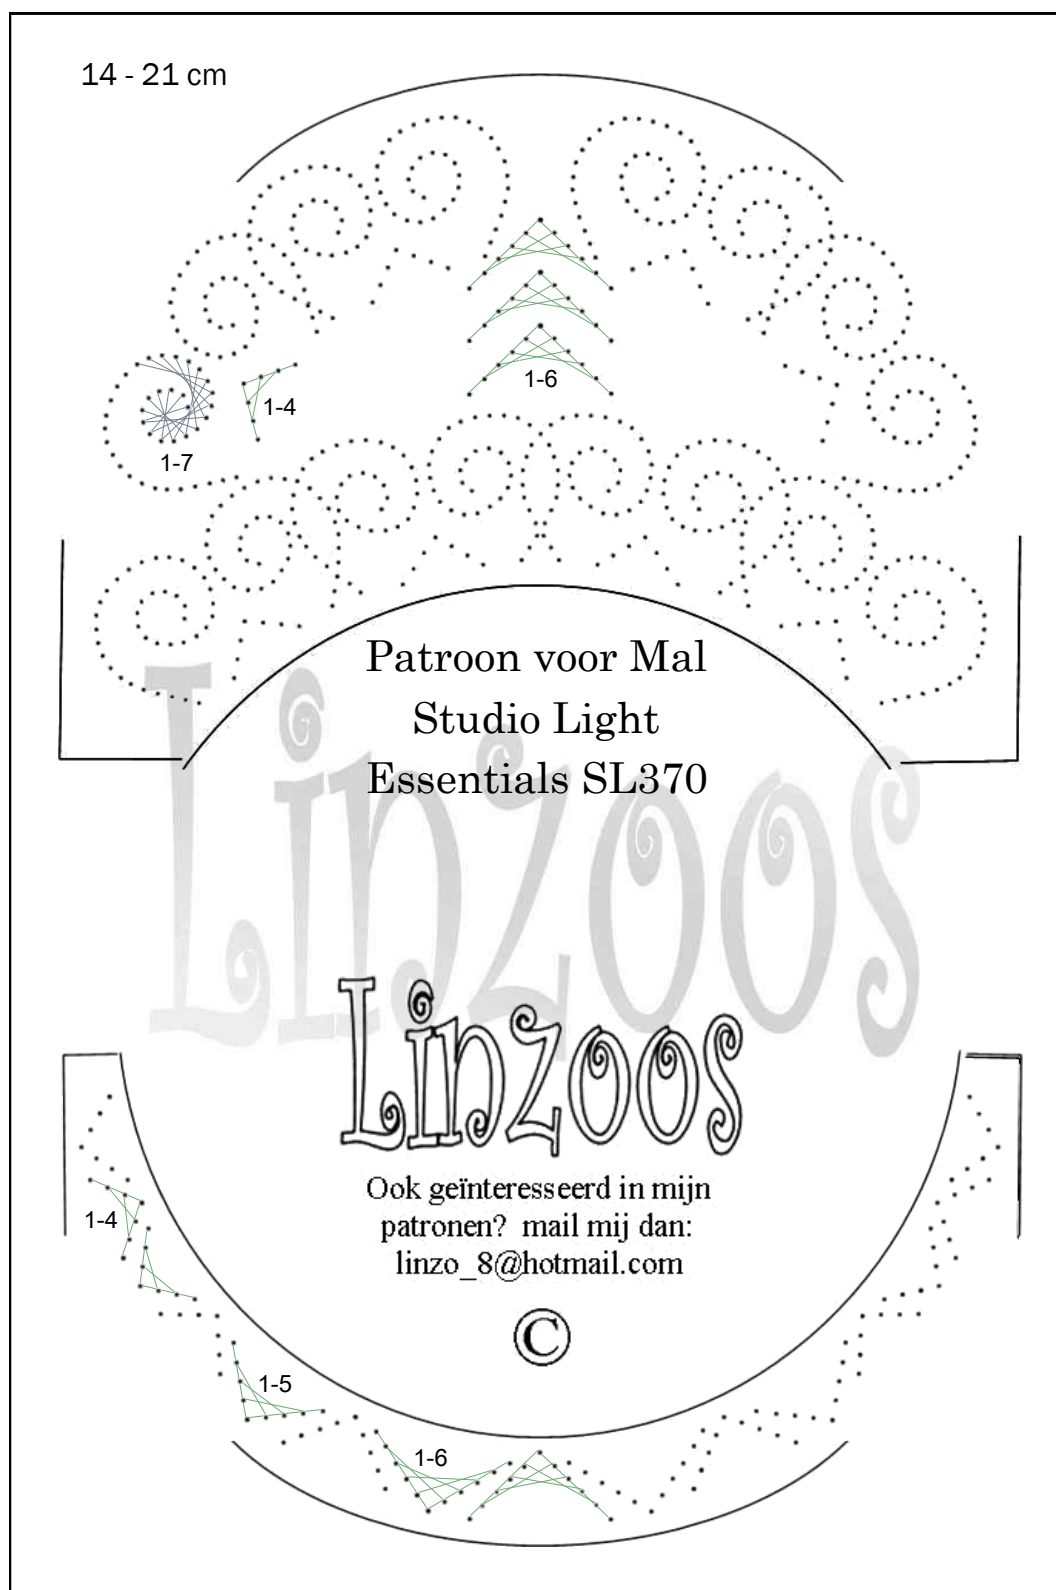 14 - 21 cm
1-6
1-4
1-7
Patroon voor Mal
Studio Light
Essentials SL370
Linzoos
Linzoos
Ook geïnteresseerd in mijn
patronen? mail mij dan:
linzo_8@hotmail.com
©
1-4
1-5
1-6